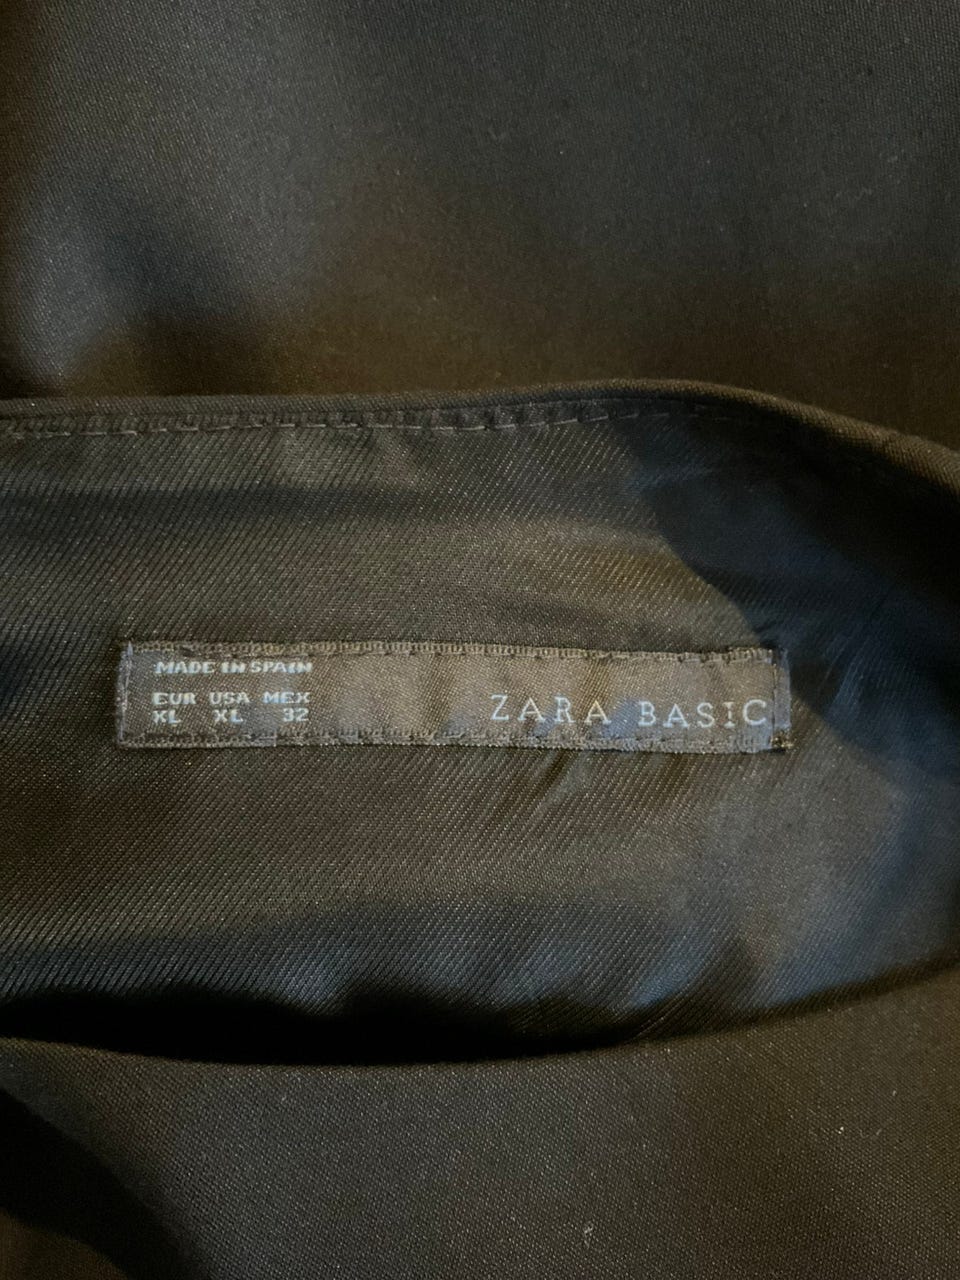 MADE IN SPAIN
EUR USA MEX
XL XL 32
ZARA BASIC